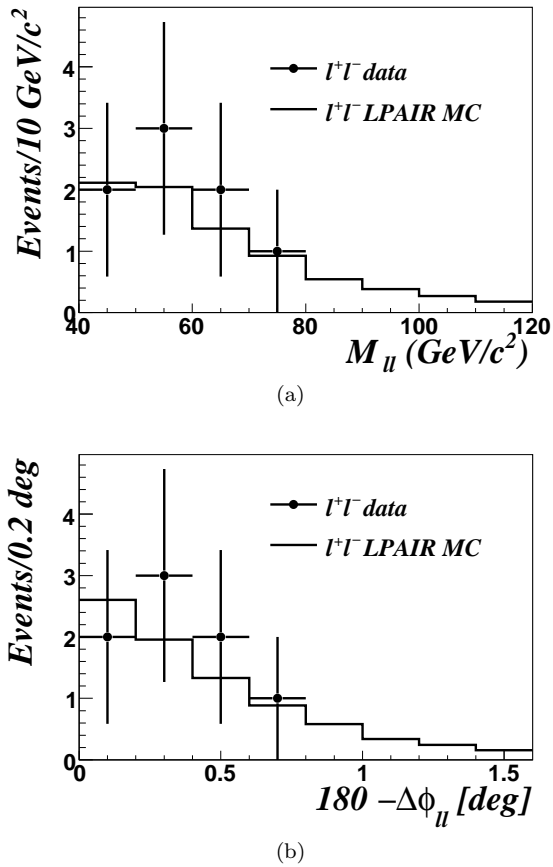 Events/10 GeV/c²
4
3
2
1
0
l⁺l⁻ data
l⁺l⁻ LPAIR MC
40 60 80 100 120
M_ll (GeV/c²)
(a)
Events/0.2 deg
4
3
2
1
0
l⁺l⁻ data
l⁺l⁻ LPAIR MC
0 0.5 1 1.5
180 -Δϕ_ll [deg]
(b)